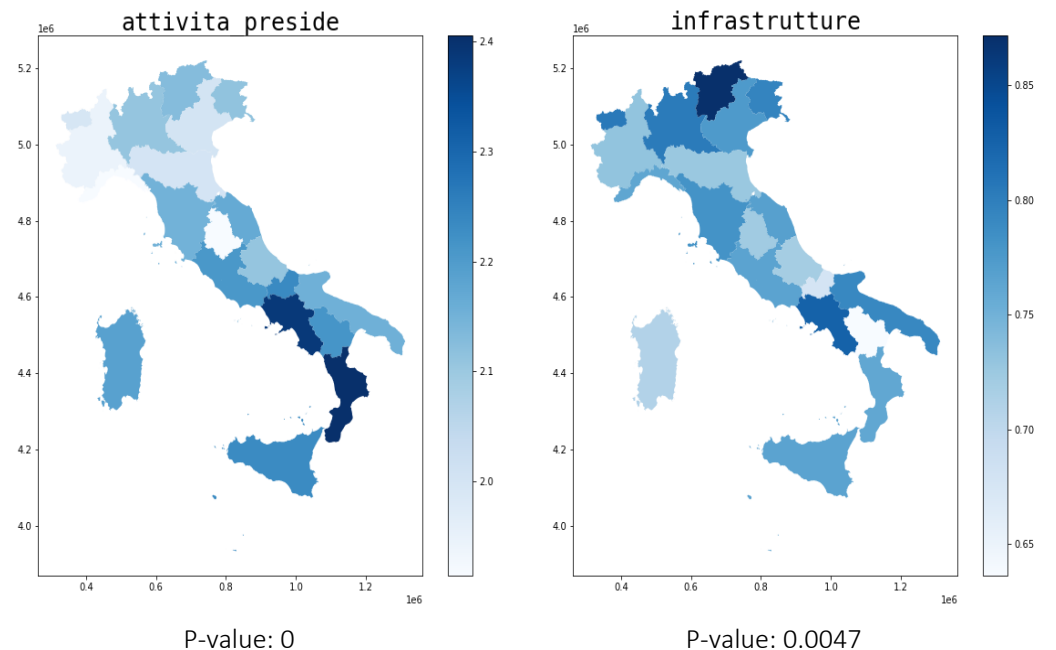 attivita preside
infrastrutture
1e6
1e6
5.2
5.0
4.8
4.6
4.4
4.2
4.0
0.4 0.6 0.8 1.0 1.2
1e6
2.4
2.3
2.2
2.1
2.0
5.2
5.0
4.8
4.6
4.4
4.2
4.0
0.4 0.6 0.8 1.0 1.2
1e6
0.85
0.80
0.75
0.70
0.65
P-value: 0
P-value: 0.0047